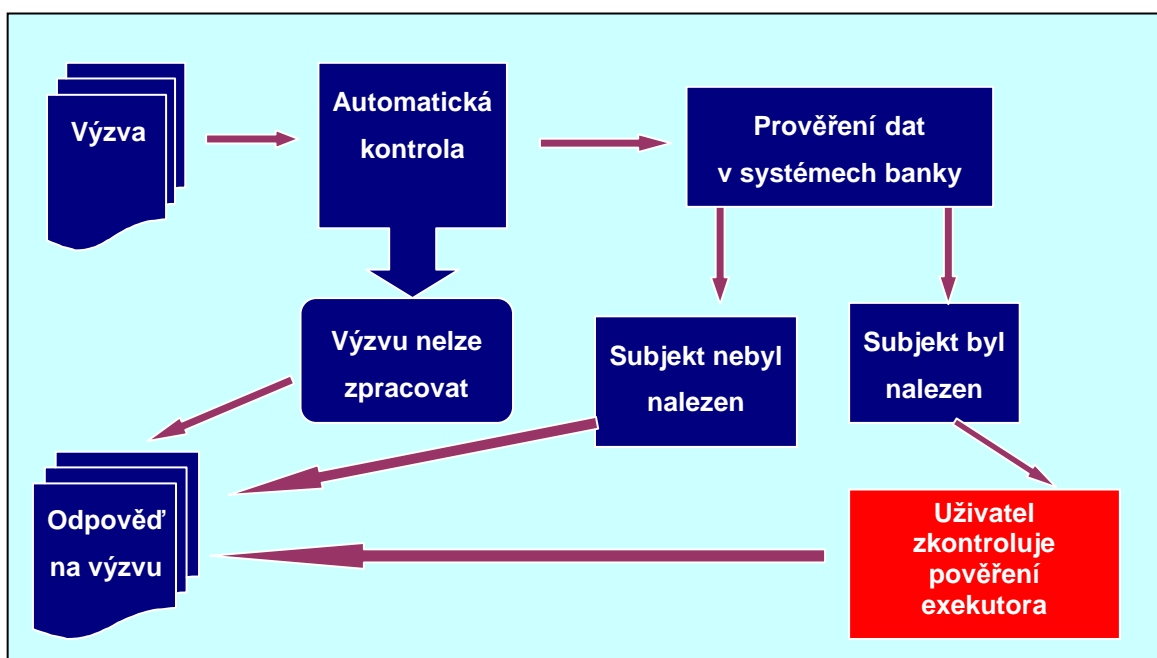 Výzva
Automatická
kontrola
Prověření dat
v systémech banky
Výzvu nelze
zpracovat
Subjekt nebyl
nalezen
Subjekt byl
nalezen
Odpověď
na výzvu
Uživatel
zkontroluje
pověření
exekutora